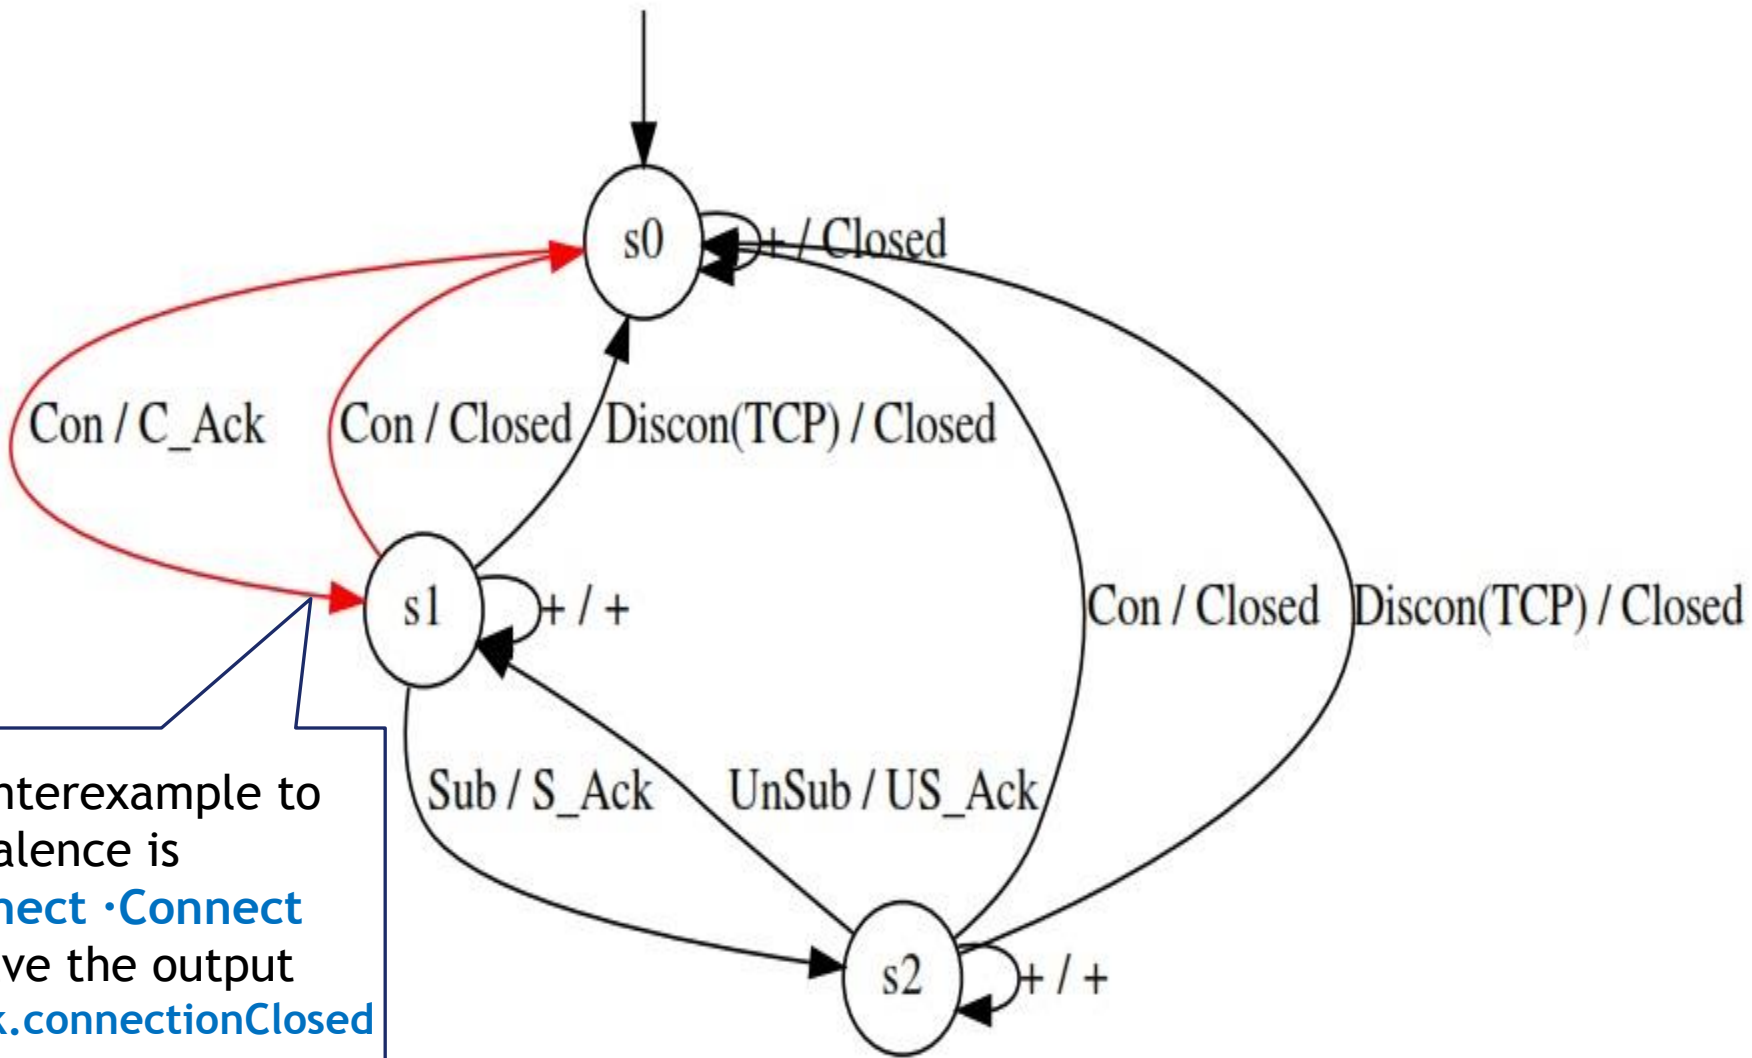 s0
+ / Closed
Con / C_Ack
Con / Closed
Discon(TCP) / Closed
s1
+ / +
Con / Closed
Discon(TCP) / Closed
Sub / S_Ack
UnSub / US_Ack
s2
+ / +
nterexample to
alence is
nect ·Connect
ve the output
k.connectionClosed